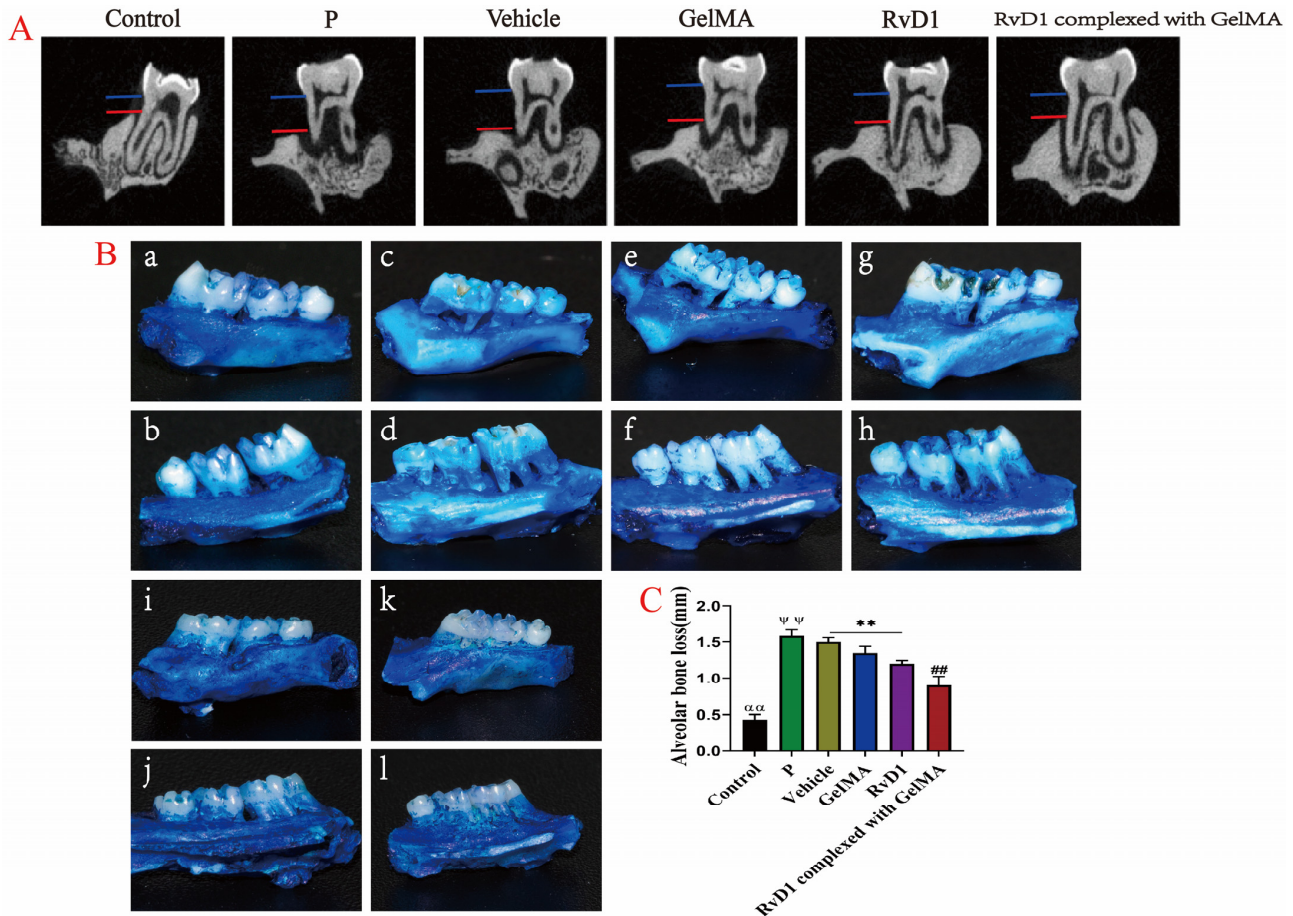 A
Control
P
Vehicle
GelMA
RvD1
RvD1 complexed with GelMA
B
a
c
e
g
b
d
f
h
i
k
j
l
C
Alveolar bone loss(mm)
2.0
1.5
1.0
0.5
0.0
αα
ΨΨ
**
##
Control
P
Vehicle
GelMA
RvD1
RvD1 complexed with GelMA